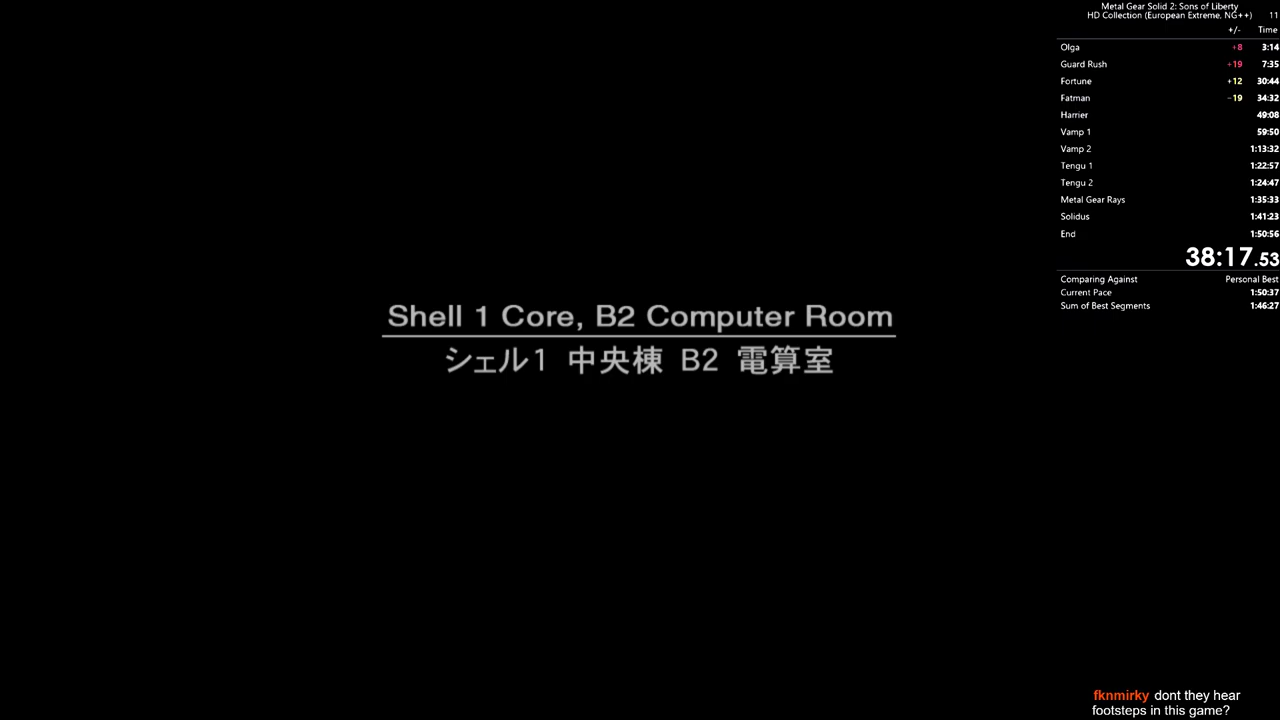 Metal Gear Solid 2: Sons of Liberty
HD Collection (European Extreme, NG++) 11
+/- Time
Olga +8 3:14
Guard Rush +19 7:35
Fortune +12 30:44
Fatman −19 34:32
Harrier 49:08
Vamp 1 59:50
Vamp 2 1:13:32
Tengu 1 1:22:57
Tengu 2 1:24:47
Metal Gear Rays 1:35:33
Solidus 1:41:23
End 1:50:56
38:17.53
Comparing Against Personal Best
Current Pace 1:50:37
Sum of Best Segments 1:46:27
Shell 1 Core, B2 Computer Room
シェル1 中央棟 B2 電算室
fknmirky dont they hear
footsteps in this game?